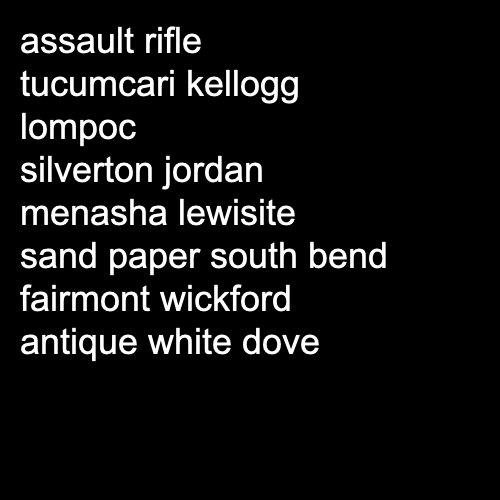 assault rifle
tucumcari kellogg
lompoc
silverton jordan
menasha lewisite
sand paper south bend
fairmont wickford
antique white dove